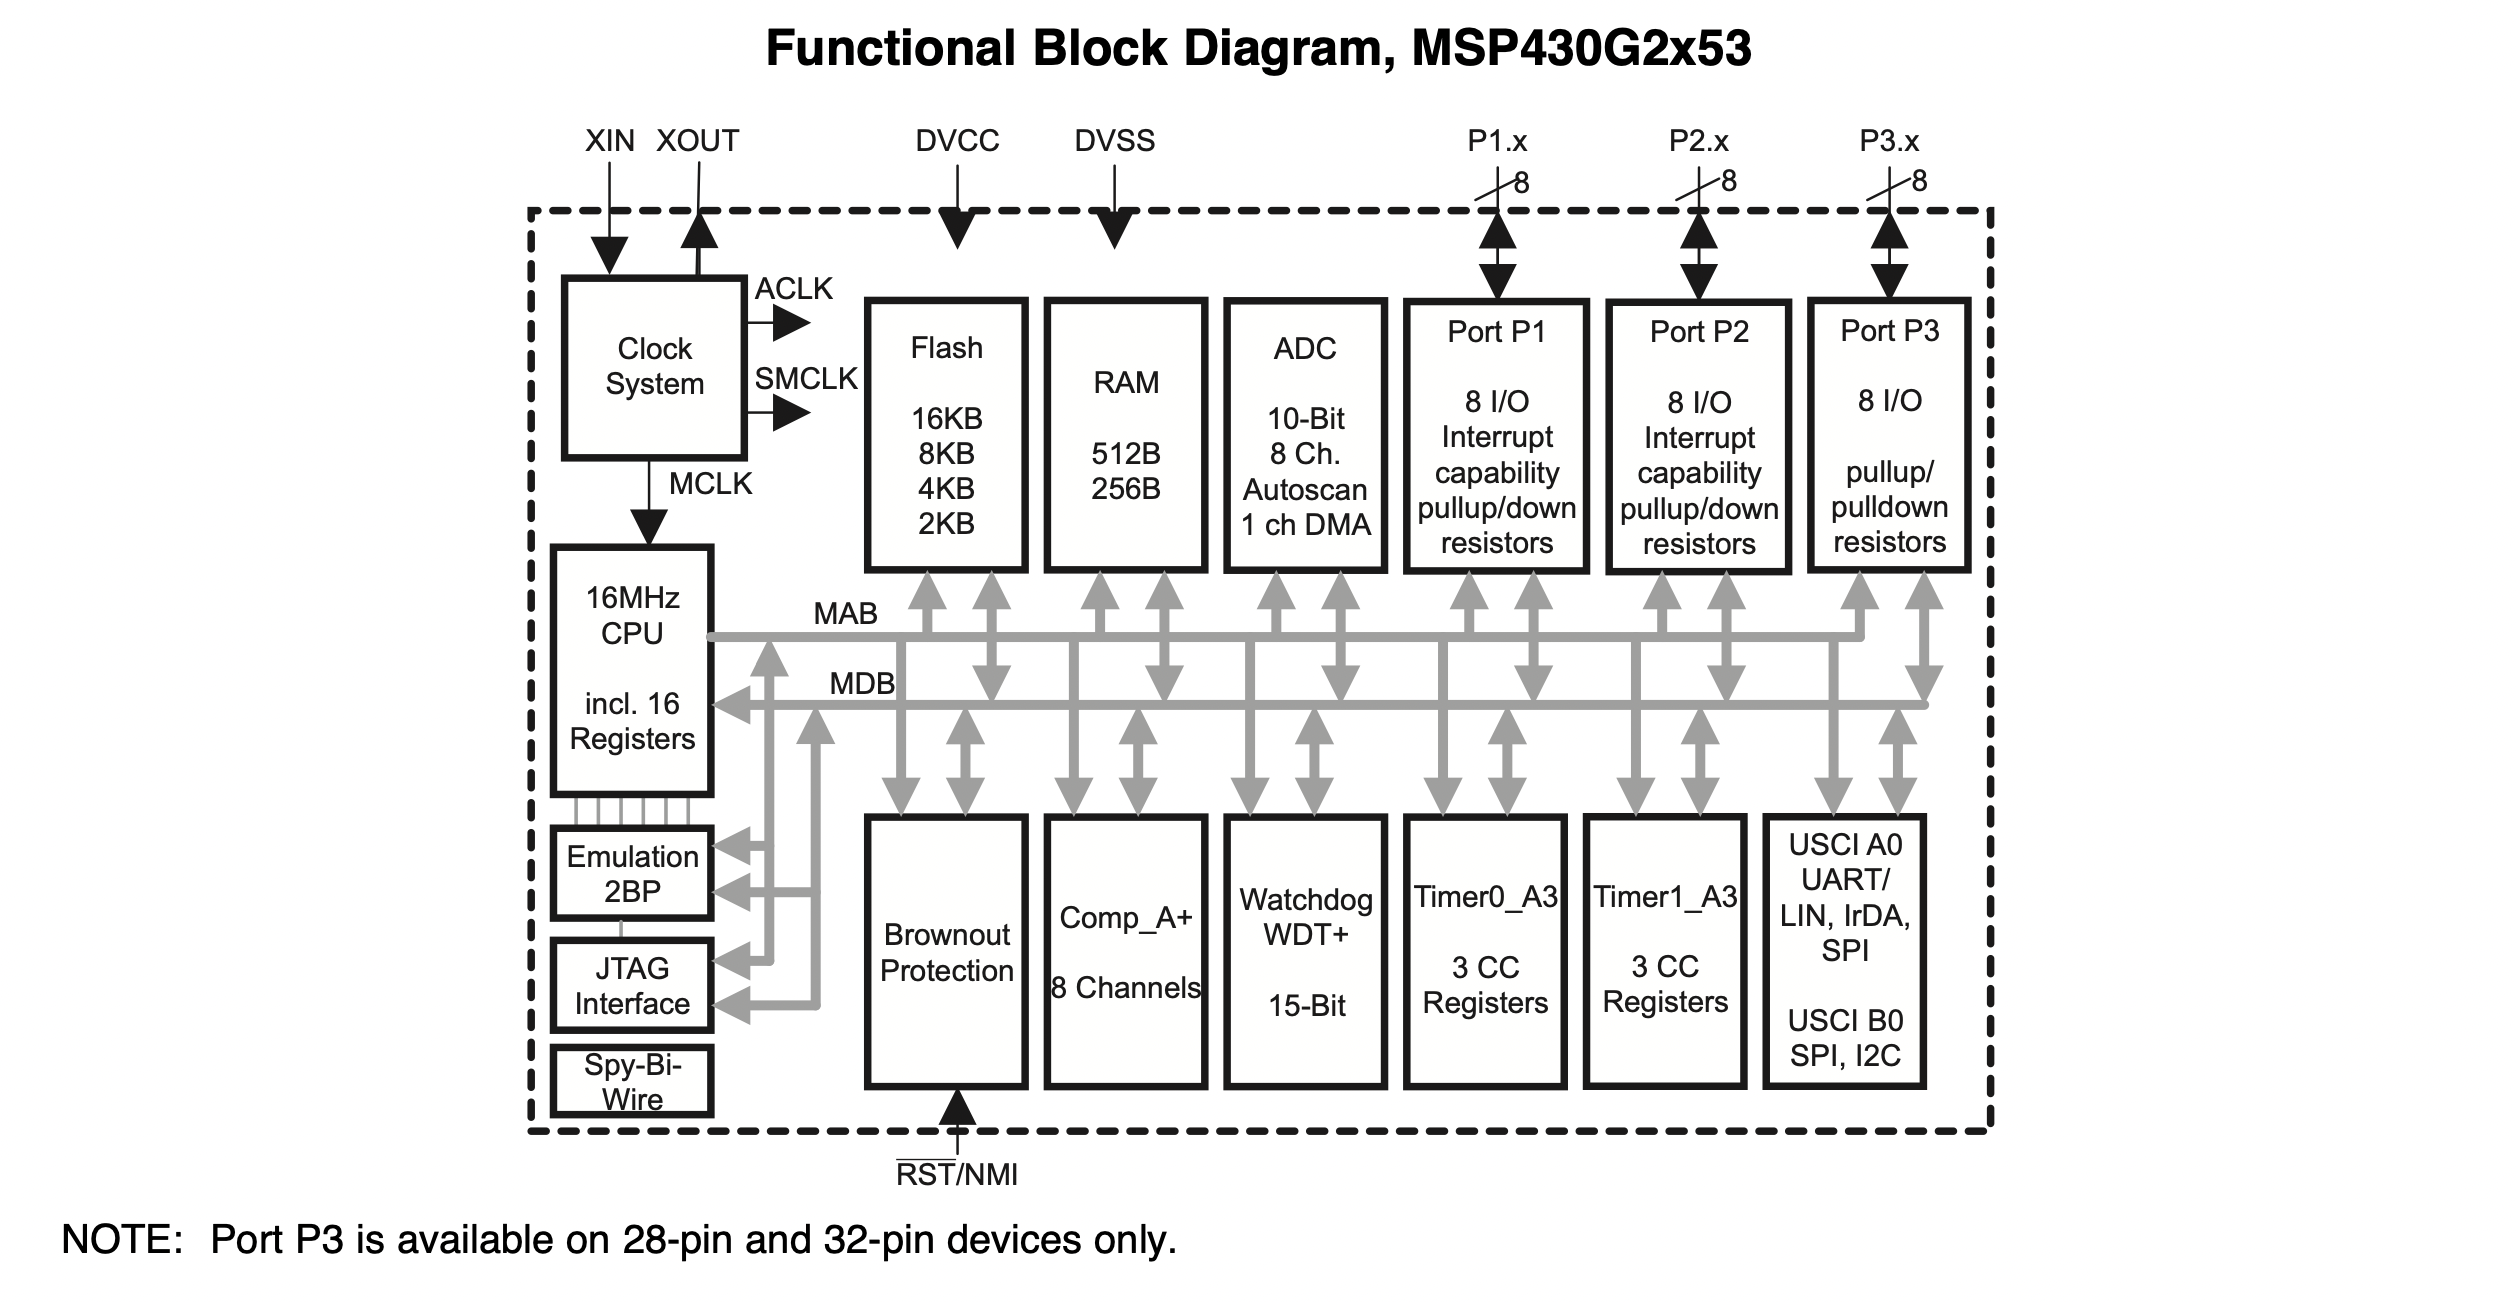 Functional Block Diagram, MSP430G2x53
XIN
XOUT
DVCC
DVSS
P1.x
P2.x
P3.x
8
8
8
Clock
System
ACLK
SMCLK
MCLK
Flash
16KB
8KB
4KB
2KB
RAM
512B
256B
ADC
10-Bit
8 Ch.
Autoscan
1 ch DMA
Port P1
8 I/O
Interrupt
capability
pullup/down
resistors
Port P2
8 I/O
Interrupt
capability
pullup/down
resistors
Port P3
8 I/O
pullup/
pulldown
resistors
16MHz
CPU
incl. 16
Registers
MAB
MDB
Emulation
2BP
JTAG
Interface
Spy-Bi-
Wire
Brownout
Protection
Comp_A+
8 Channels
Watchdog
WDT+
15-Bit
Timer0_A3
3 CC
Registers
Timer1_A3
3 CC
Registers
USCI A0
UART/
LIN, IrDA,
SPI
USCI B0
SPI, I2C
RST/NMI
NOTE: Port P3 is available on 28-pin and 32-pin devices only.